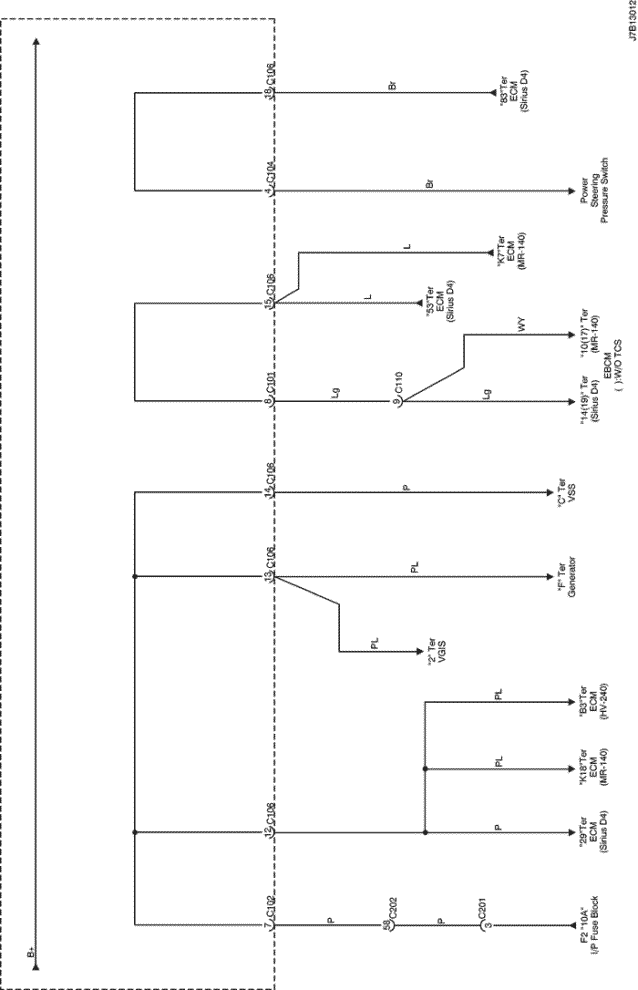 J7B13012
B+
18 C106
Br
"83"Ter
ECM
(Sirius D4)
4 C104
Br
Power
Steering
Pressure Switch
15 C106
L
"K7"Ter
ECM
(MR-140)
L
"53"Ter
ECM
(Sirius D4)
8 C101
Lg
9 C110
WY
"10(17)" Ter
(MR-140)
Lg
"14(19)" Ter
(Sirius D4)
EBCM
( ):W/O TCS
14 C106
P
"C" Ter
VSS
13 C106
PL
"F" Ter
Generator
PL
"2" Ter
VGIS
12 C106
PL
"B3"Ter
ECM
(HV-240)
PL
"K18"Ter
ECM
(MR-140)
P
"29"Ter
ECM
(Sirius D4)
7 C102
P
58 C202
P
3 C201
F2 "10A"
I/P Fuse Block